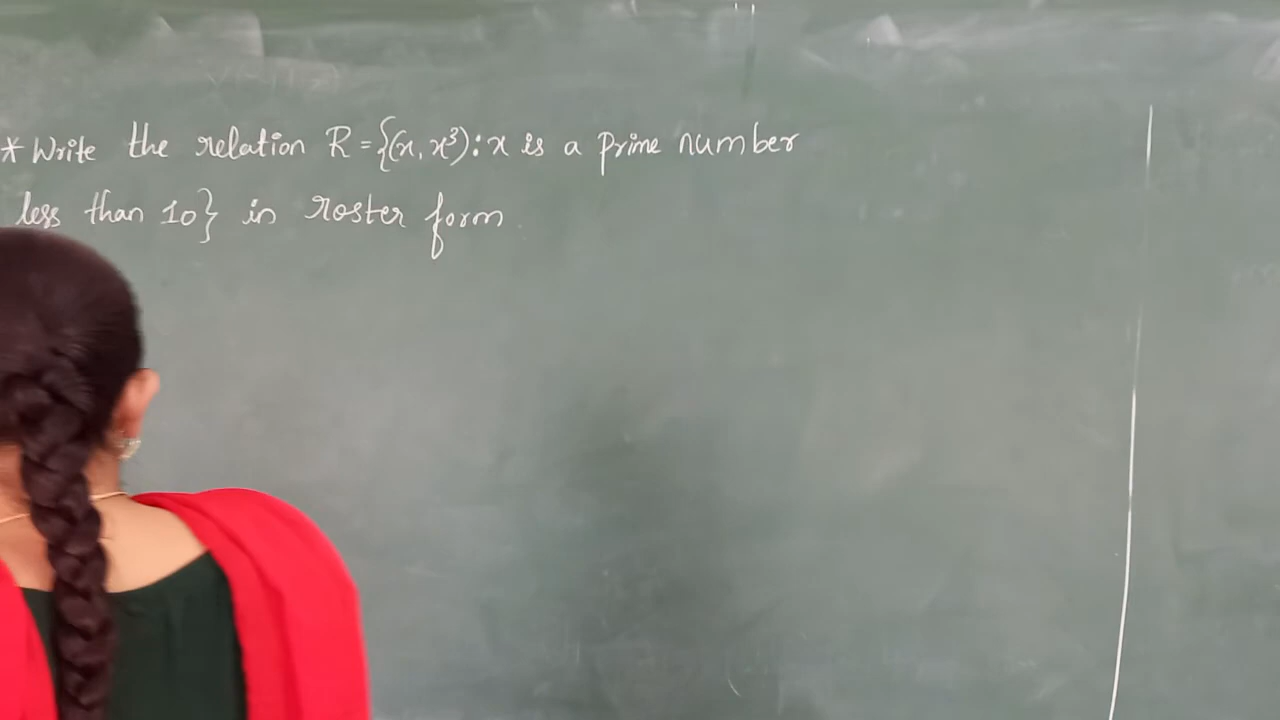 * Write the relation R = {(x, x³) : x is a prime number
less than 10} in roster form